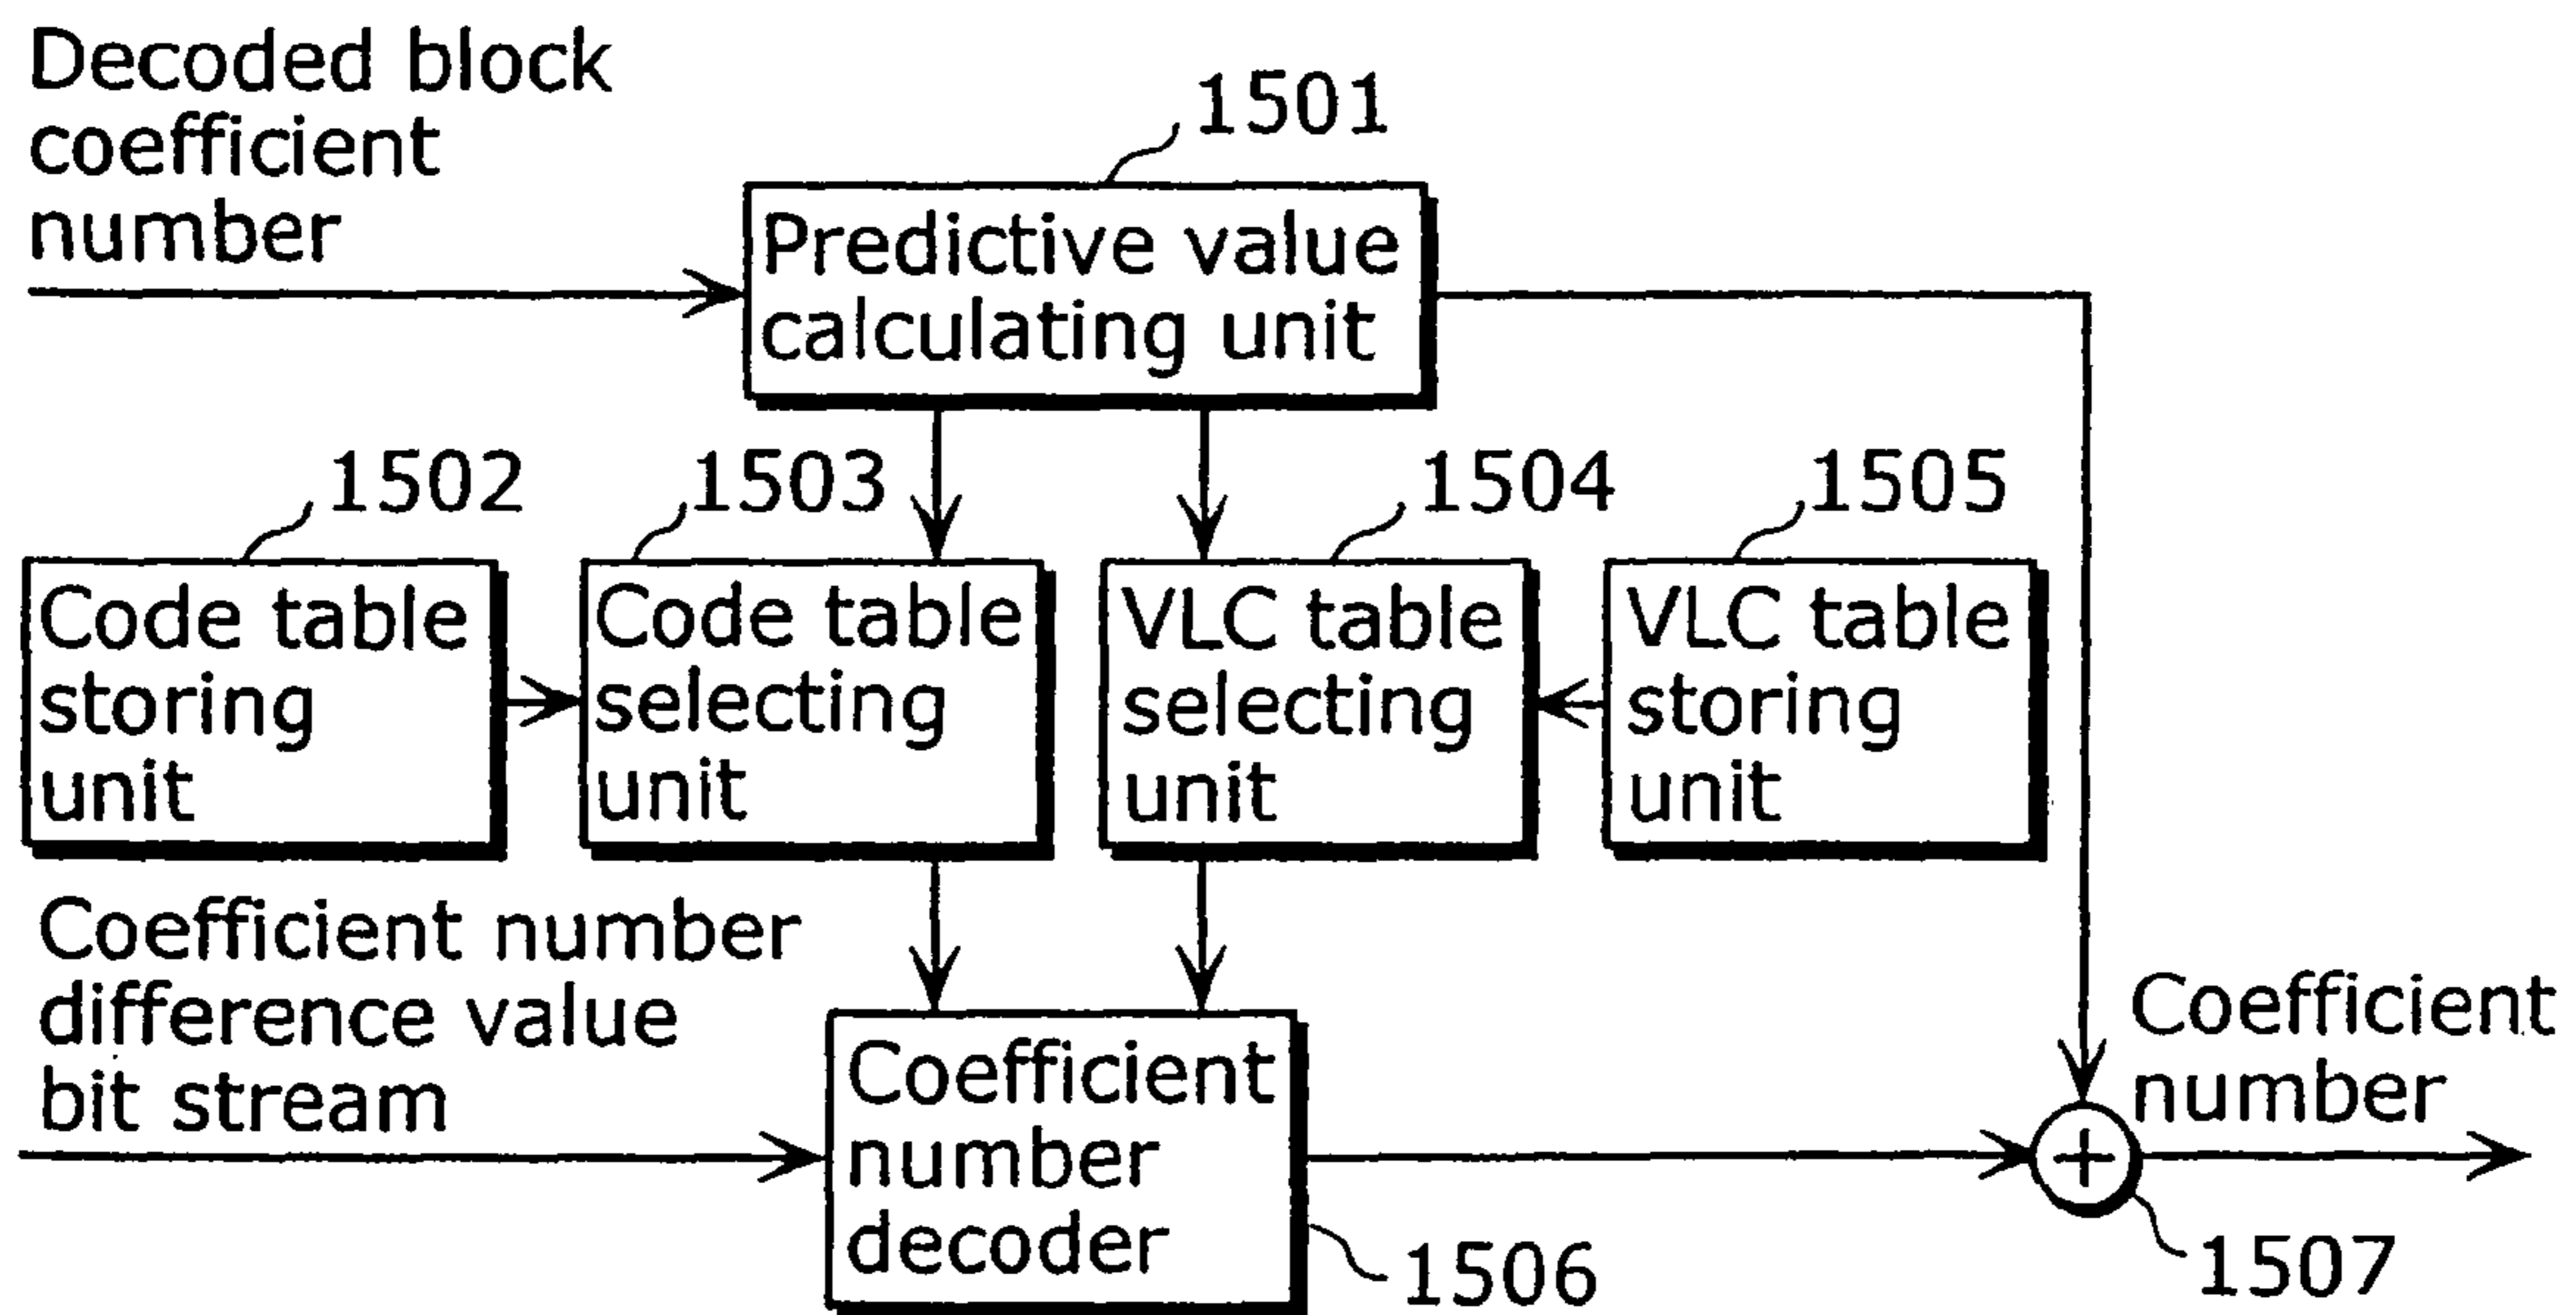 Decoded block
coefficient
number
1501
Predictive value
calculating unit
1502
1503
1504
1505
Code table
storing
unit
Code table
selecting
unit
VLC table
selecting
unit
VLC table
storing
unit
Coefficient number
difference value
bit stream
Coefficient
number
decoder
1506
Coefficient
number
+
1507